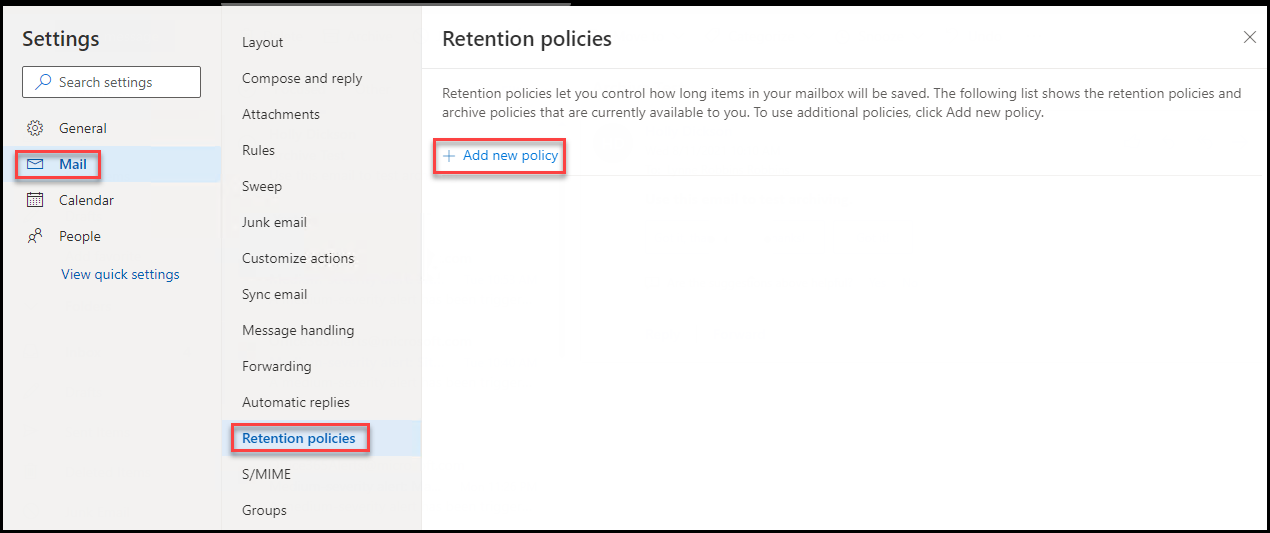 Settings
Search settings
General
Mail
Calendar
People
View quick settings
Layout
Compose and reply
Attachments
Rules
Sweep
Junk email
Customize actions
Sync email
Message handling
Forwarding
Automatic replies
Retention policies
S/MIME
Groups
Retention policies
Retention policies let you control how long items in your mailbox will be saved. The following list shows the retention policies and
archive policies that are currently available to you. To use additional policies, click Add new policy.
Add new policy